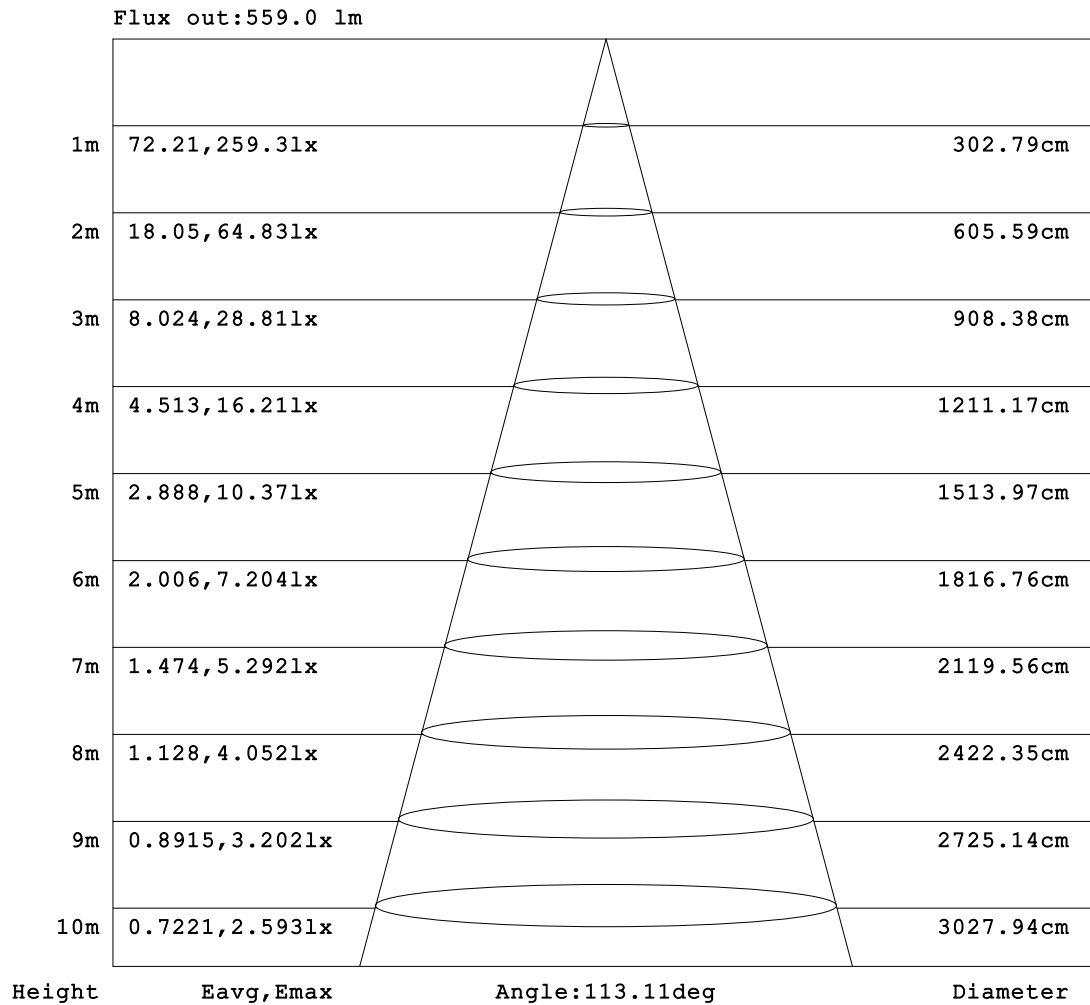 Flux out:559.0 lm
1m 72.21,259.3lx 302.79cm
2m 18.05,64.83lx 605.59cm
3m 8.024,28.81lx 908.38cm
4m 4.513,16.21lx 1211.17cm
5m 2.888,10.37lx 1513.97cm
6m 2.006,7.204lx 1816.76cm
7m 1.474,5.292lx 2119.56cm
8m 1.128,4.052lx 2422.35cm
9m 0.8915,3.202lx 2725.14cm
10m 0.7221,2.593lx 3027.94cm
Height Eavg,Emax Angle:113.11deg Diameter